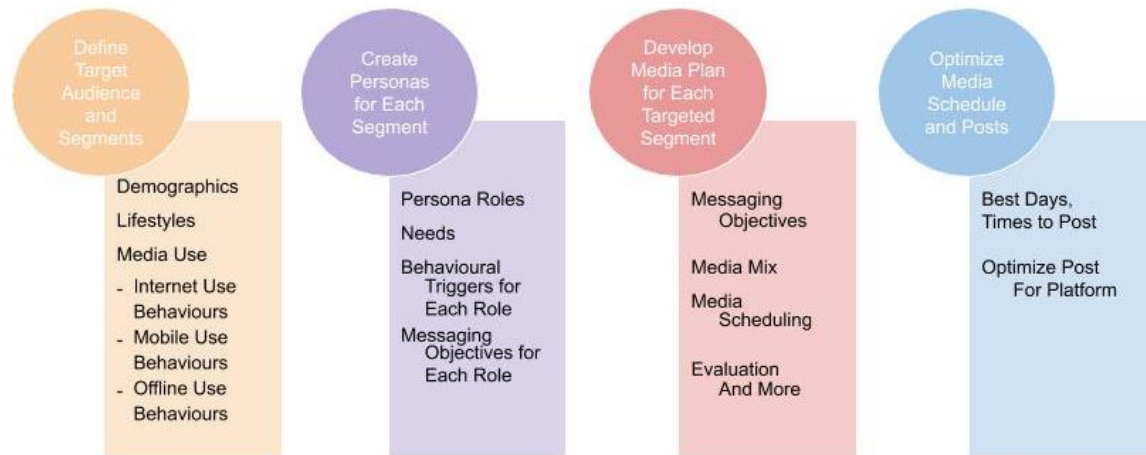 Define
Target
Audience
and
Segments
Demographics
Lifestyles
Media Use
- Internet Use
Behaviours
- Mobile Use
Behaviours
- Offline Use
Behaviours
Create
Personas
for Each
Segment
Persona Roles
Needs
Behavioural
Triggers for
Each Role
Messaging
Objectives for
Each Role
Develop
Media Plan
for Each
Targeted
Segment
Messaging
Objectives
Media Mix
Media
Scheduling
Evaluation
And More
Optimize
Media
Schedule
and Posts
Best Days,
Times to Post
Optimize Post
For Platform